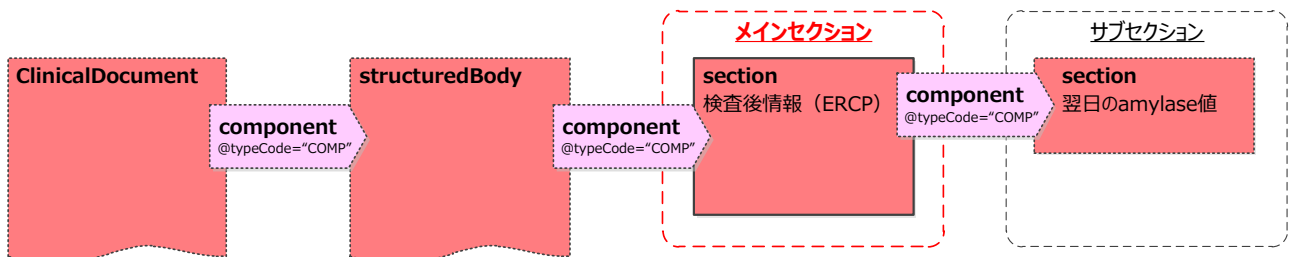 メインセクション
サブセクション
ClinicalDocument
structuredBody
section
検査後情報（ERCP）
section
翌日のamylase値
component
@typeCode="COMP"
component
@typeCode="COMP"
component
@typeCode="COMP"